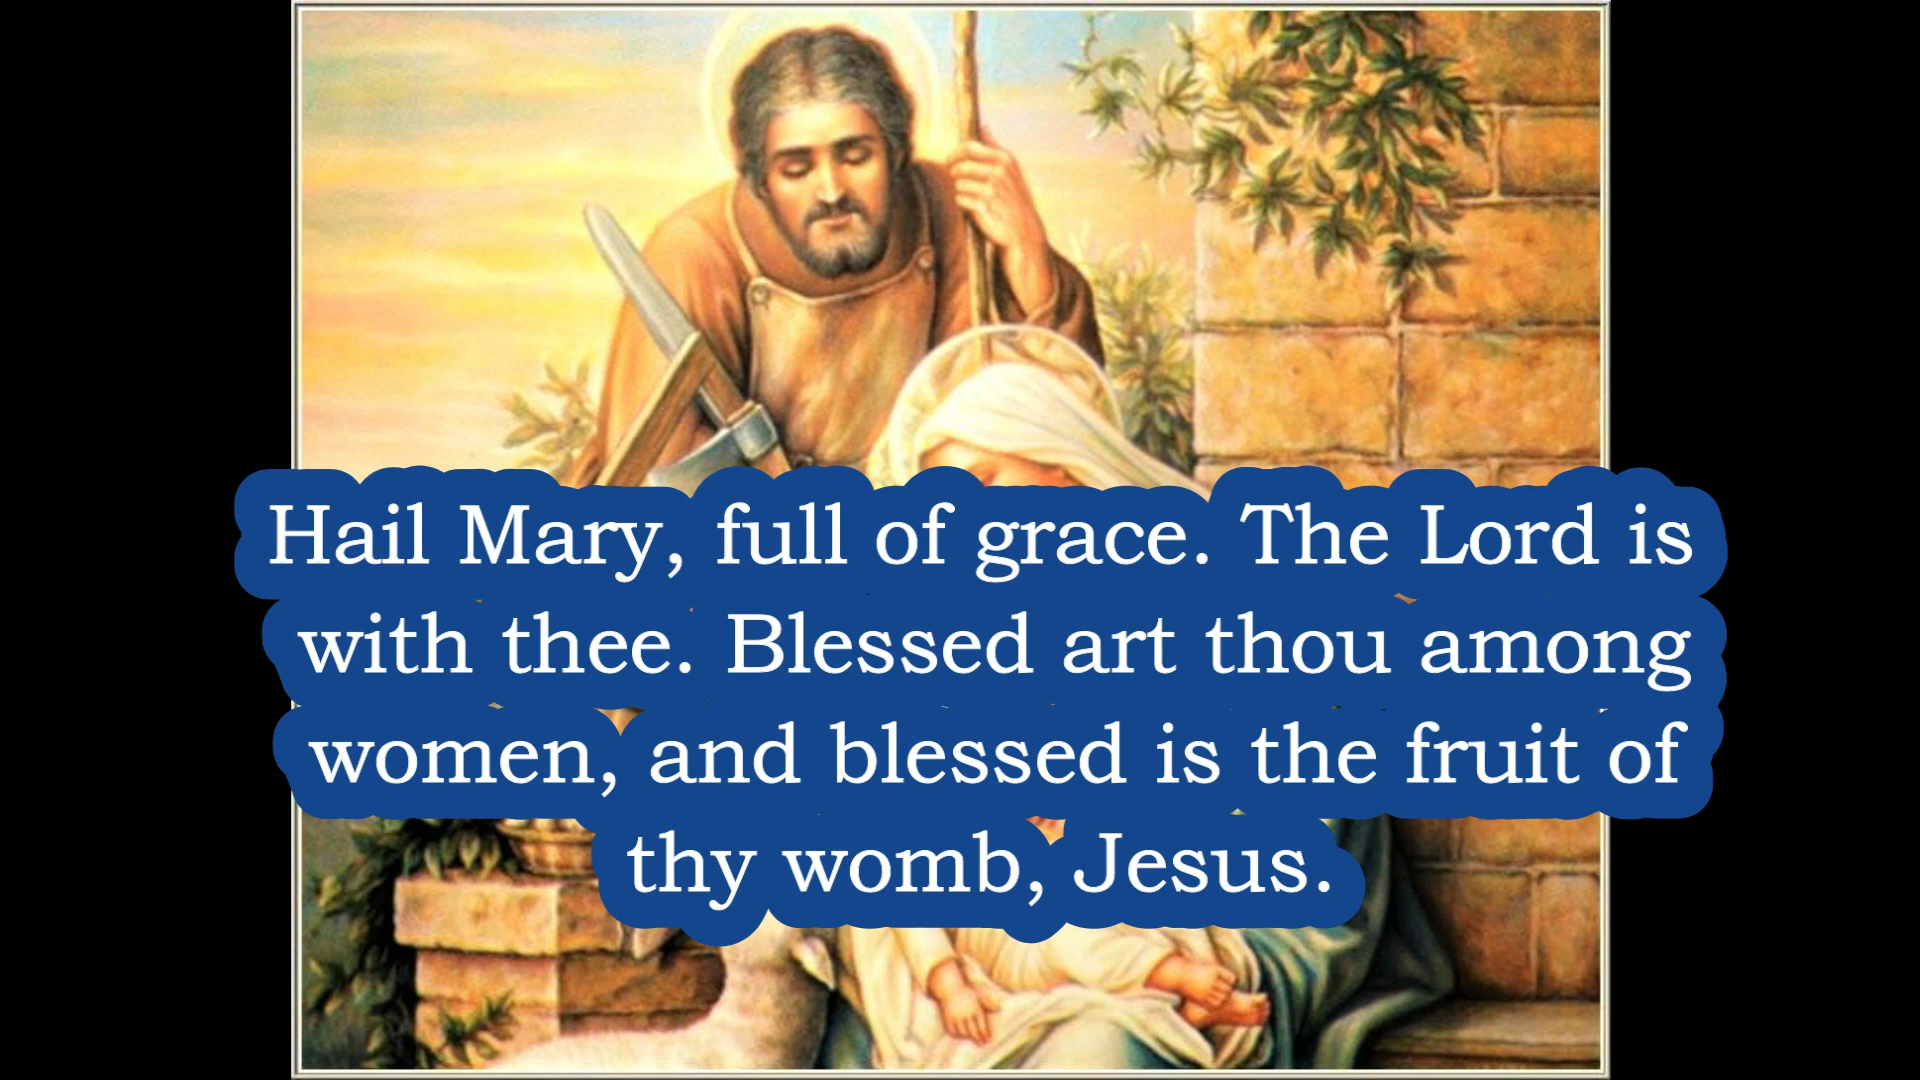 Hail Mary, full of grace. The Lord is
with thee. Blessed art thou among
women, and blessed is the fruit of
thy womb, Jesus.